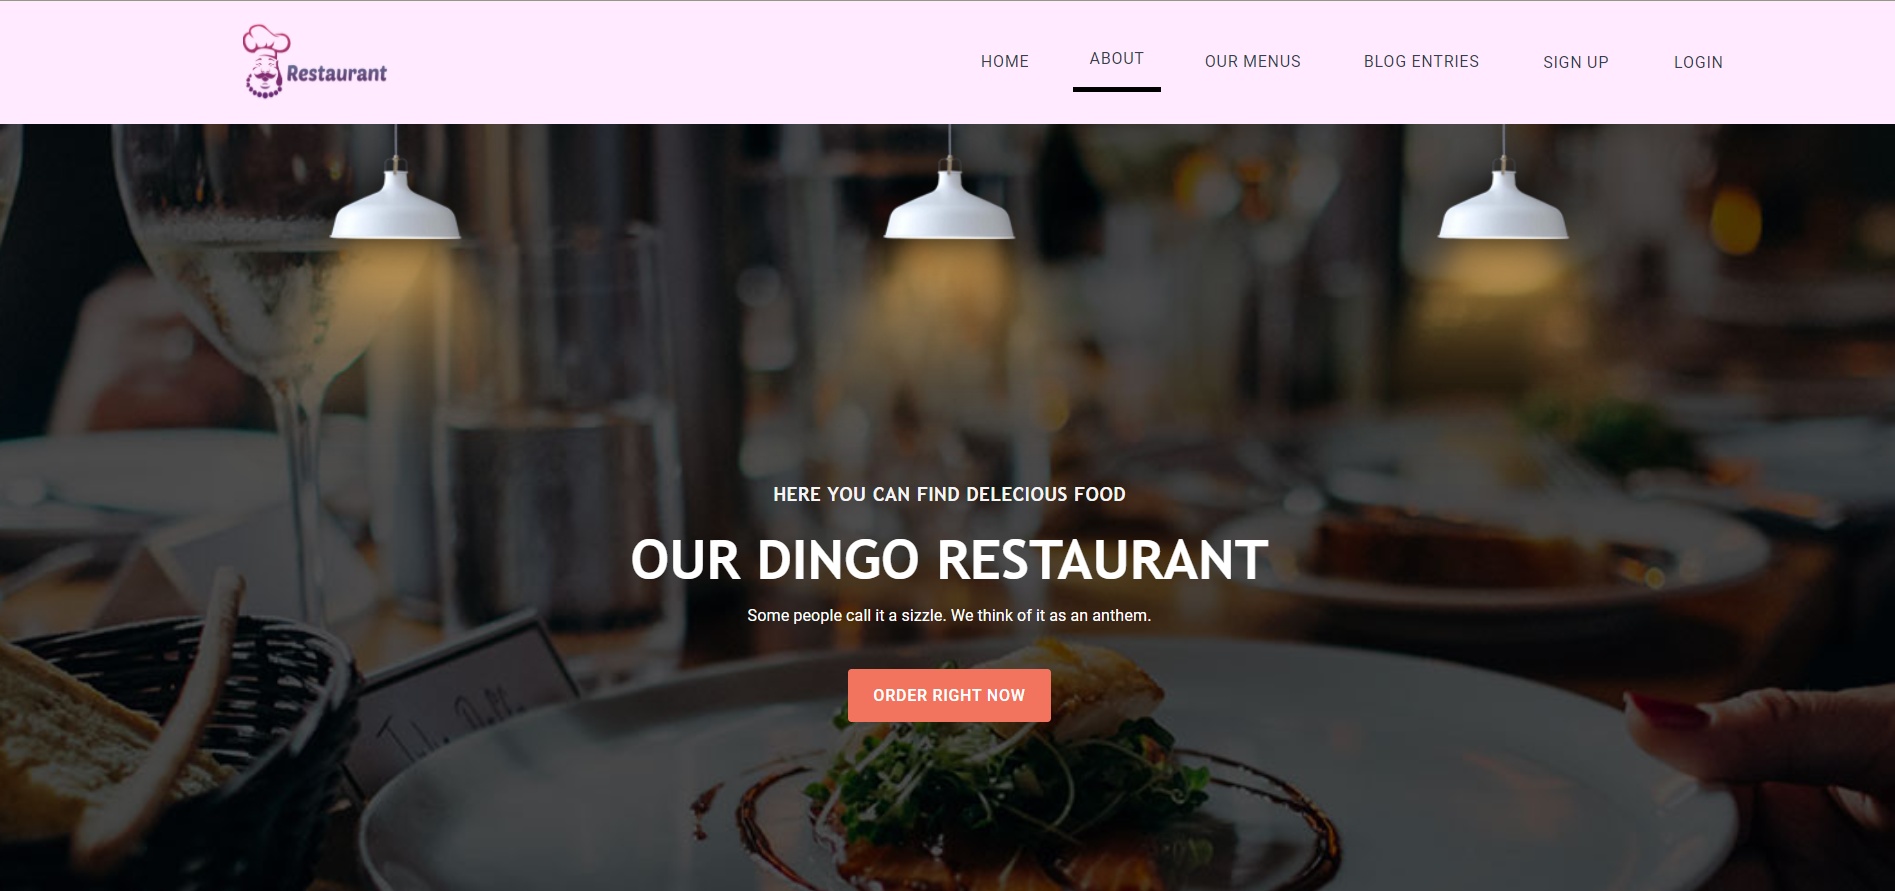 Restaurant
HOME ABOUT OUR MENUS BLOG ENTRIES SIGN UP LOGIN
HERE YOU CAN FIND DELECIOUS FOOD
OUR DINGO RESTAURANT
Some people call it a sizzle. We think of it as an anthem.
ORDER RIGHT NOW